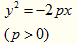 y² = −2px
(p > 0)